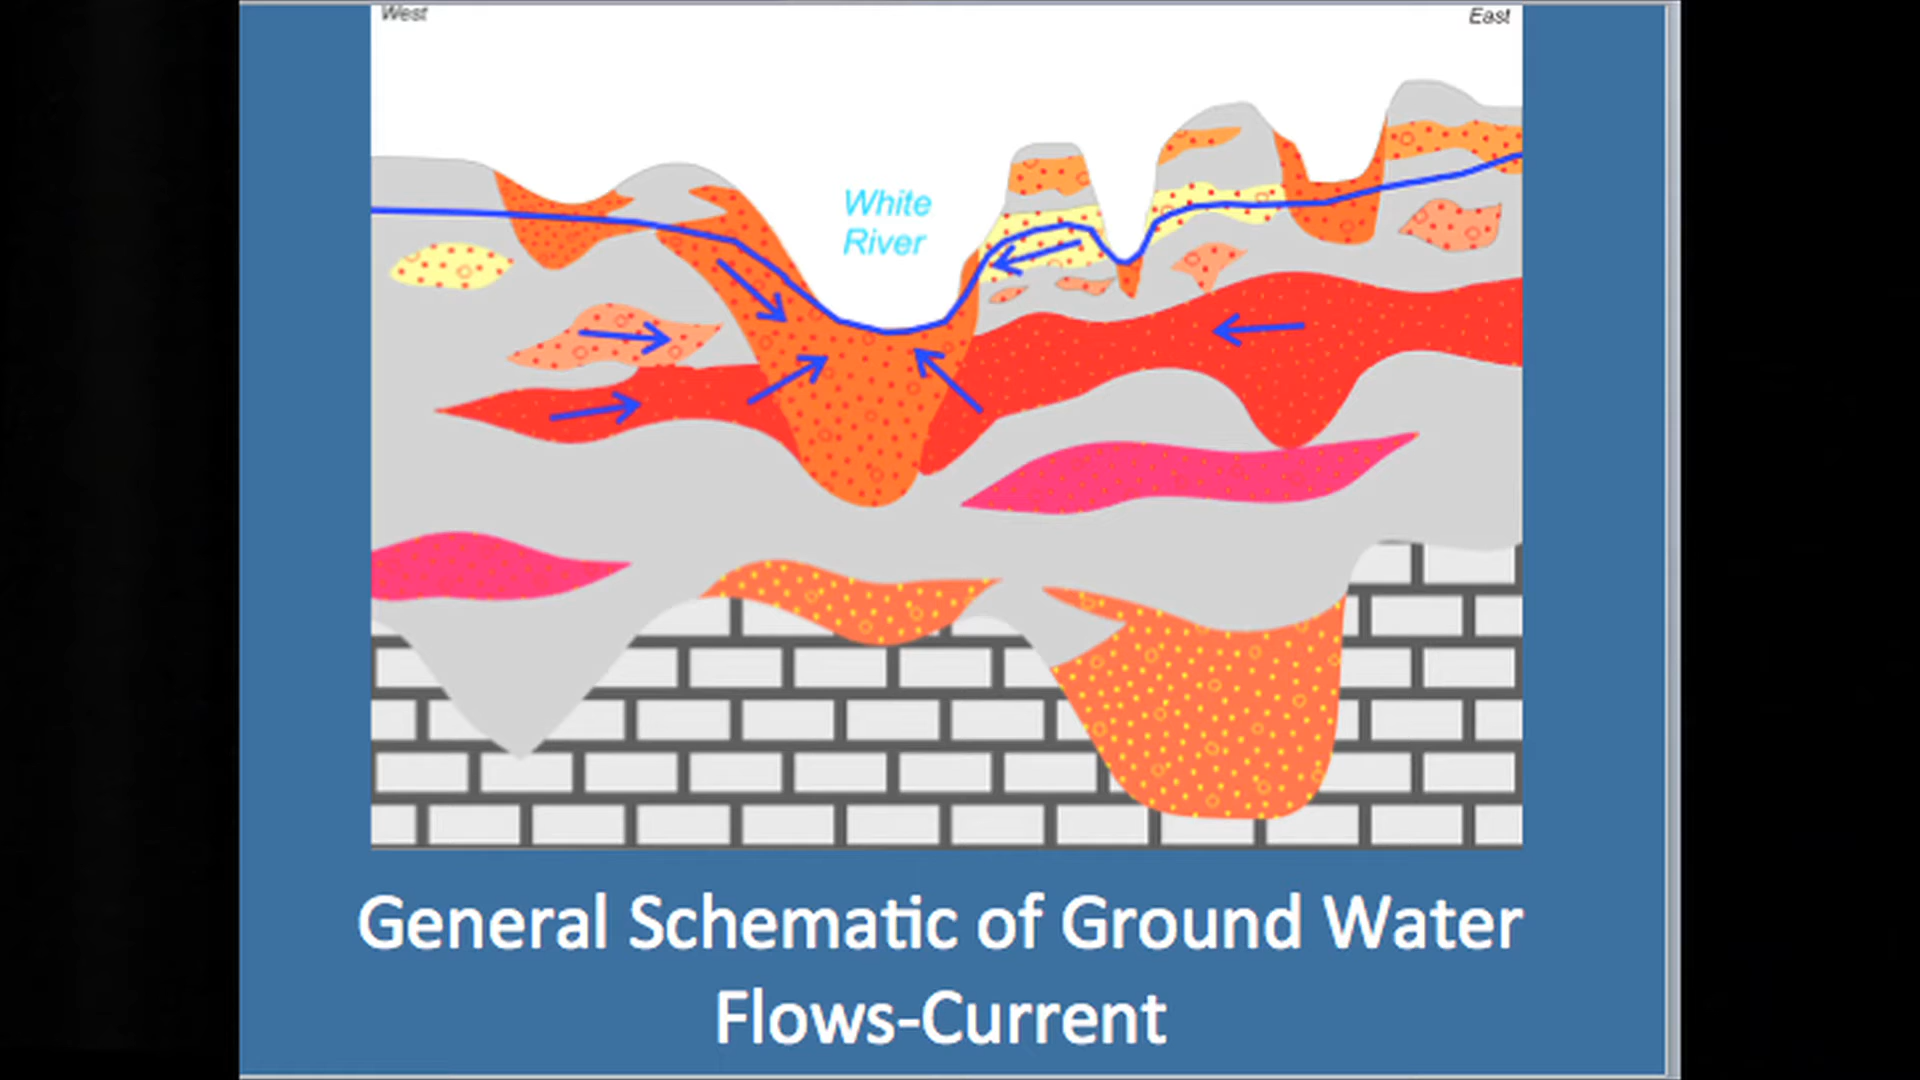 West
East
White
River
General Schematic of Ground Water
Flows-Current